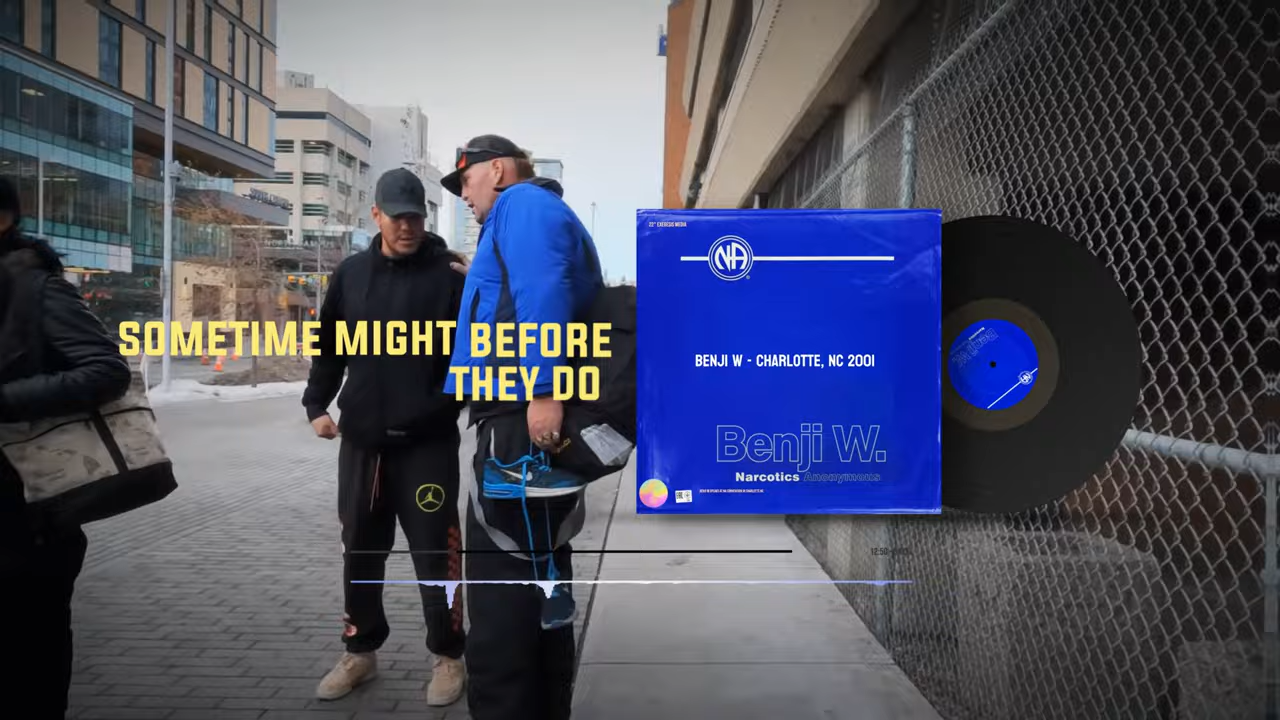 SOMETIME MIGHT BEFORE
THEY DO
NA
BENJI W - CHARLOTTE, NC 2001
Benji W.
Narcotics Anonymous